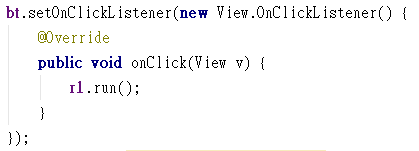 bt.setOnClickListener(new View.OnClickListener() {
    @Override
    public void onClick(View v) {
        r1.run();
    }
});